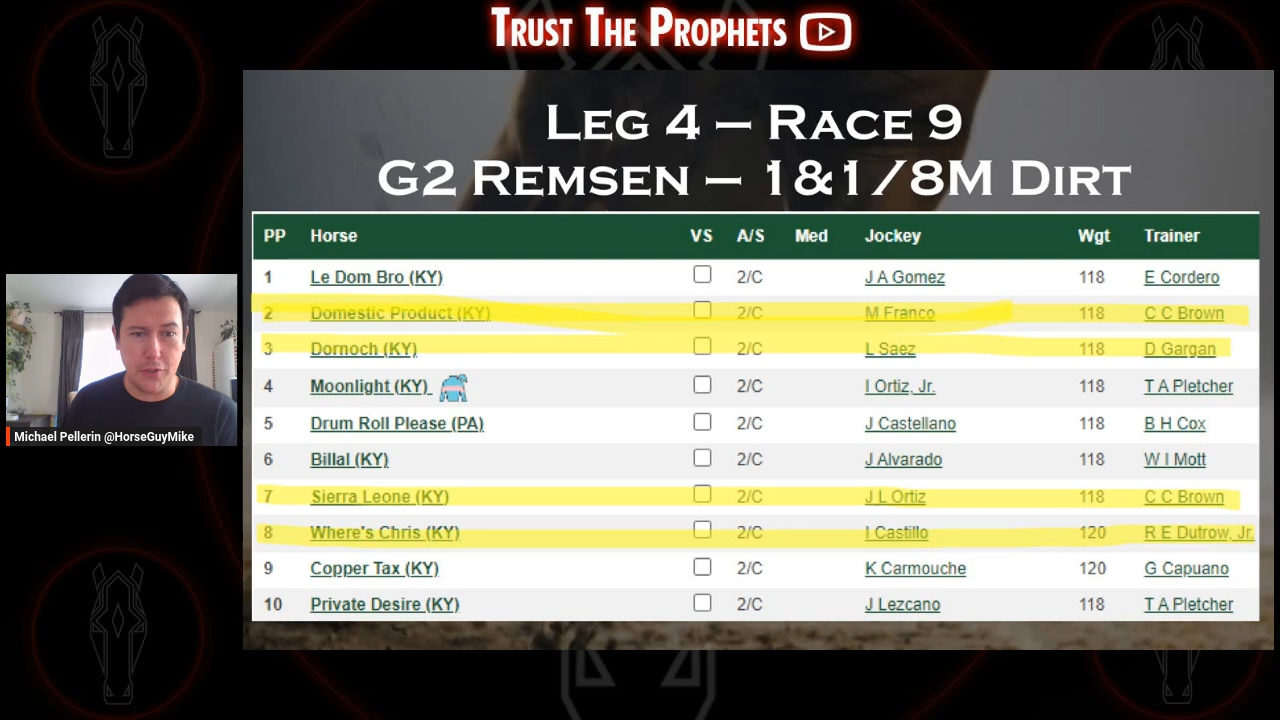 TRUST THE PROPHETS
LEG 4 – RACE 9
G2 REMSEN – 1&1/8M DIRT
PP Horse VS A/S Med Jockey Wgt Trainer
1 Le Dom Bro (KY) 2/C J A Gomez 118 E Cordero
2 Domestic Product (KY) 2/C M Franco 118 C C Brown
3 Dornoch (KY) 2/C L Saez 118 D Gargan
4 Moonlight (KY) 2/C I Ortiz, Jr. 118 T A Pletcher
5 Drum Roll Please (PA) 2/C J Castellano 118 B H Cox
6 Billal (KY) 2/C J Alvarado 118 W I Mott
7 Sierra Leone (KY) 2/C J L Ortiz 118 C C Brown
8 Where's Chris (KY) 2/C I Castillo 120 R E Dutrow, Jr.
9 Copper Tax (KY) 2/C K Carmouche 120 G Capuano
10 Private Desire (KY) 2/C J Lezcano 118 T A Pletcher
Michael Pellerin @HorseGuyMike